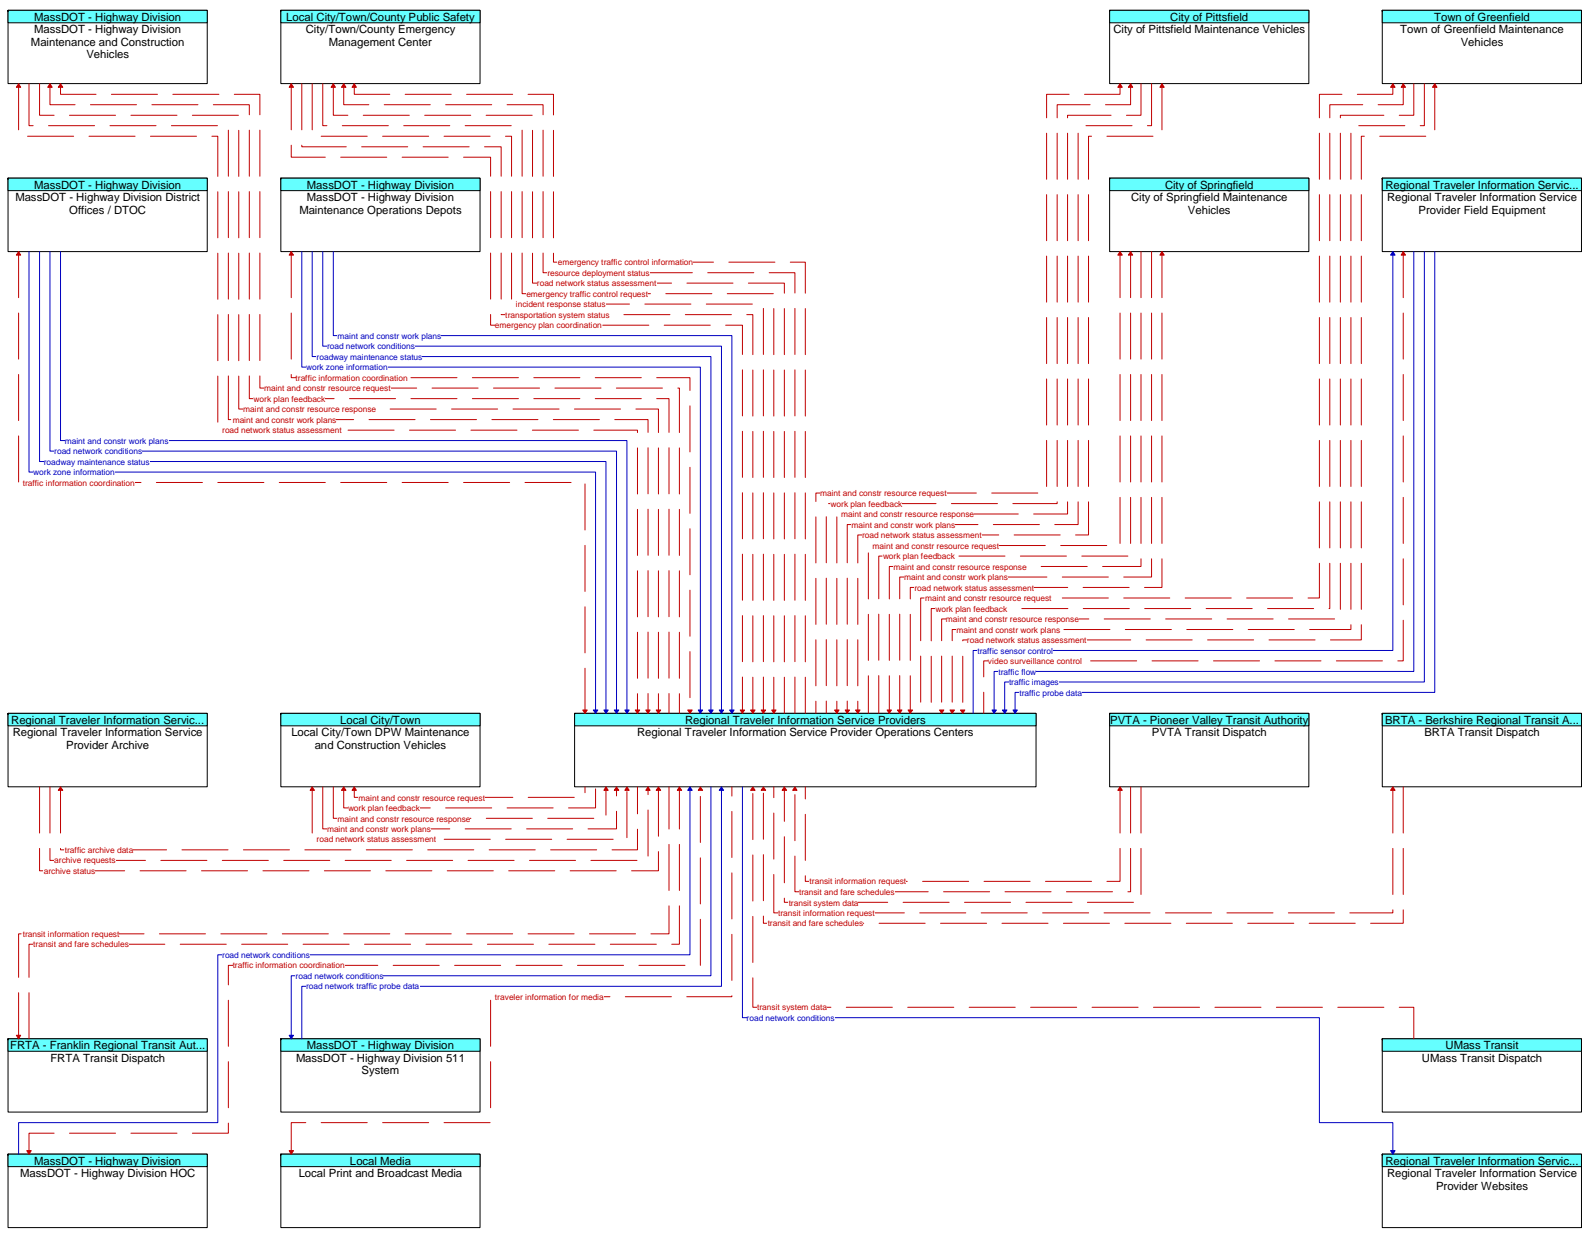 MassDOT - Highway Division
MassDOT - Highway Division
Maintenance and Construction
Vehicles
Local City/Town/County Public Safety
City/Town/County Emergency
Management Center
City of Pittsfield
City of Pittsfield Maintenance Vehicles
Town of Greenfield
Town of Greenfield Maintenance
Vehicles
MassDOT - Highway Division
MassDOT - Highway Division District
Offices / DTOC
MassDOT - Highway Division
MassDOT - Highway Division
Maintenance Operations Depots
City of Springfield
City of Springfield Maintenance
Vehicles
Regional Traveler Information Servic...
Regional Traveler Information Service
Provider Field Equipment
emergency traffic control information
resource deployment status
road network status assessment
emergency traffic control request
incident response status
transportation system status
emergency plan coordination
maint and constr work plans
road network conditions
roadway maintenance status
work zone information
traffic information coordination
maint and constr resource request
work plan feedback
maint and constr resource response
maint and constr work plans
road network status assessment
maint and constr work plans
road network conditions
roadway maintenance status
work zone information
traffic information coordination
maint and constr resource request
work plan feedback
maint and constr resource response
maint and constr work plans
road network status assessment
maint and constr resource request
work plan feedback
maint and constr resource response
maint and constr work plans
road network status assessment
maint and constr resource request
work plan feedback
maint and constr resource response
maint and constr work plans
road network status assessment
traffic sensor control
video surveillance control
traffic flow
traffic images
traffic probe data
Regional Traveler Information Servic...
Regional Traveler Information Service
Provider Archive
Local City/Town
Local City/Town DPW Maintenance
and Construction Vehicles
Regional Traveler Information Service Providers
Regional Traveler Information Service Provider Operations Centers
PVTA - Pioneer Valley Transit Authority
PVTA Transit Dispatch
BRTA - Berkshire Regional Transit A...
BRTA Transit Dispatch
maint and constr resource request
work plan feedback
maint and constr resource response
maint and constr work plans
road network status assessment
traffic archive data
archive requests
archive status
transit information request
transit and fare schedules
transit system data
transit information request
transit and fare schedules
transit information request
transit and fare schedules
road network conditions
traffic information coordination
road network conditions
road network traffic probe data
traveler information for media
transit system data
road network conditions
FRTA - Franklin Regional Transit Aut...
FRTA Transit Dispatch
MassDOT - Highway Division
MassDOT - Highway Division 511
System
UMass Transit
UMass Transit Dispatch
MassDOT - Highway Division
MassDOT - Highway Division HOC
Local Media
Local Print and Broadcast Media
Regional Traveler Information Servic...
Regional Traveler Information Service
Provider Websites